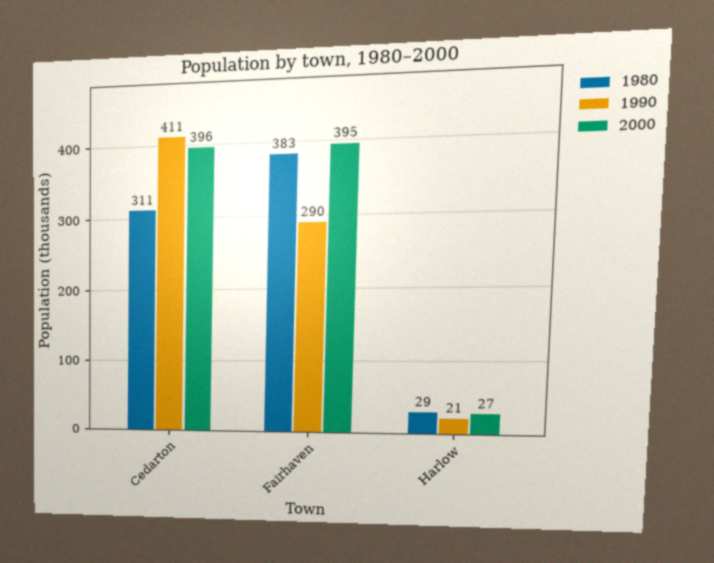 Population by town, 1980–2000
1980
1990
2000
Population (thousands)
400
300
200
100
0
311
411
396
383
290
395
29
21
27
Cedarton
Fairhaven
Harlow
Town